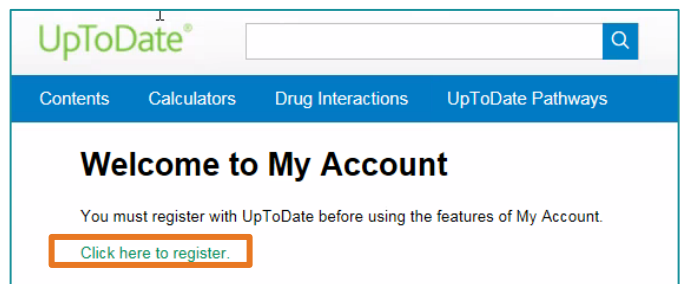 UpToDate®
Contents Calculators Drug Interactions UpToDate Pathways
Welcome to My Account
You must register with UpToDate before using the features of My Account.
Click here to register.